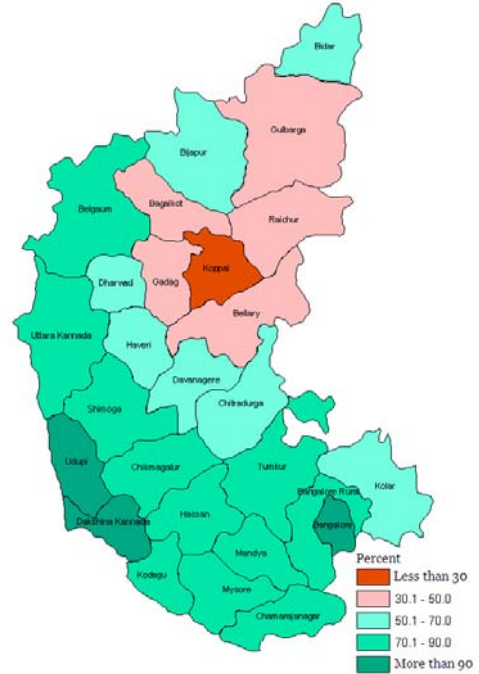 Bidar
Gulbarga
Bijapur
Bagalkot
Raichur
Belgaum
Koppal
Dharwad
Gadag
Bellary
Uttara Kannada
Haveri
Davanagere
Chitradurga
Shimoga
Udupi
Chikmagalur
Tumkur
Kolar
Bangalore Rural
Hassan
Dakshina Kannada
Bangalore
Mandya
Kodagu
Mysore
Chamarajanagar
Percent
Less than 30
30.1 - 50.0
50.1 - 70.0
70.1 - 90.0
More than 90